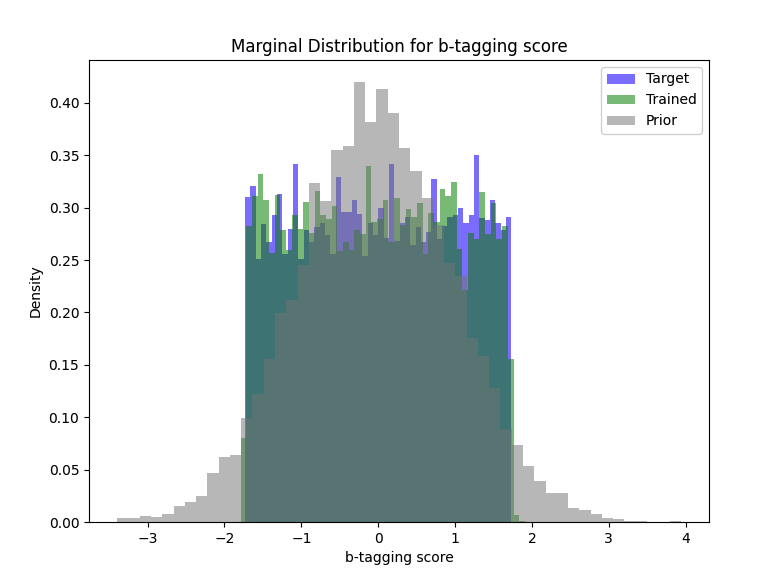 Marginal Distribution for b-tagging score
Target
Trained
Prior
0.40
0.35
0.30
0.25
0.20
0.15
0.10
0.05
0.00
Density
−3
−2
−1
0
1
2
3
4
b-tagging score